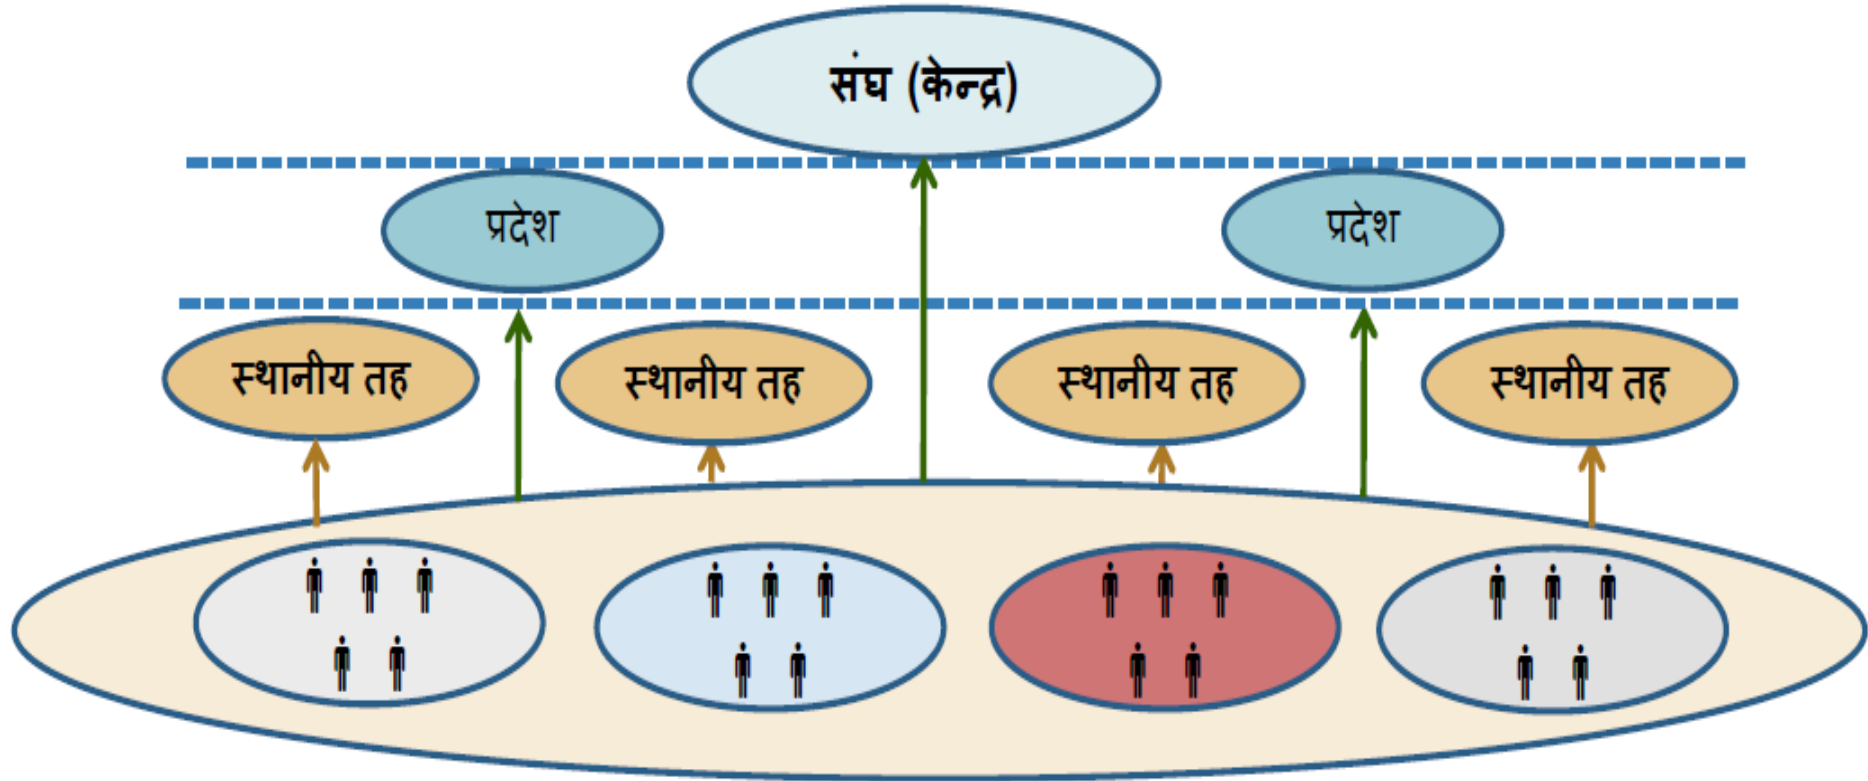 संघ (केन्द्र)
प्रदेश
प्रदेश
स्थानीय तह
स्थानीय तह
स्थानीय तह
स्थानीय तह